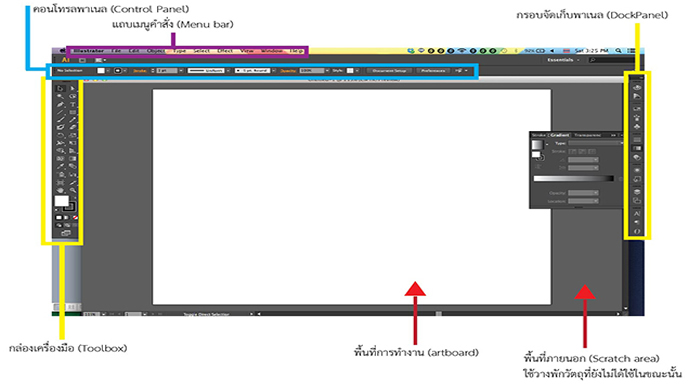 คอนโทรลพาเนล (Control Panel)
แถบเมนูคำสั่ง (Menu bar)
กรอบจัดเก็บพาเนล (DockPanel)
Illustrator File Edit Object Type Select Effect View Window Help
Sat 3:25 PM
Ai
Essentials
No Selection Stroke: Uniform Opacity: 100% Style: Document Setup Preferences
Stroke Gradient Transparenc
Type:
Stroke:
Opacity:
Location:
Toggle Direct Selection
กล่องเครื่องมือ (Toolbox)
พื้นที่การทำงาน (artboard)
พื้นที่ภายนอก (Scratch area)
ใช้วางพักวัตถุที่ยังไม่ได้ใช้ในขณะนั้น